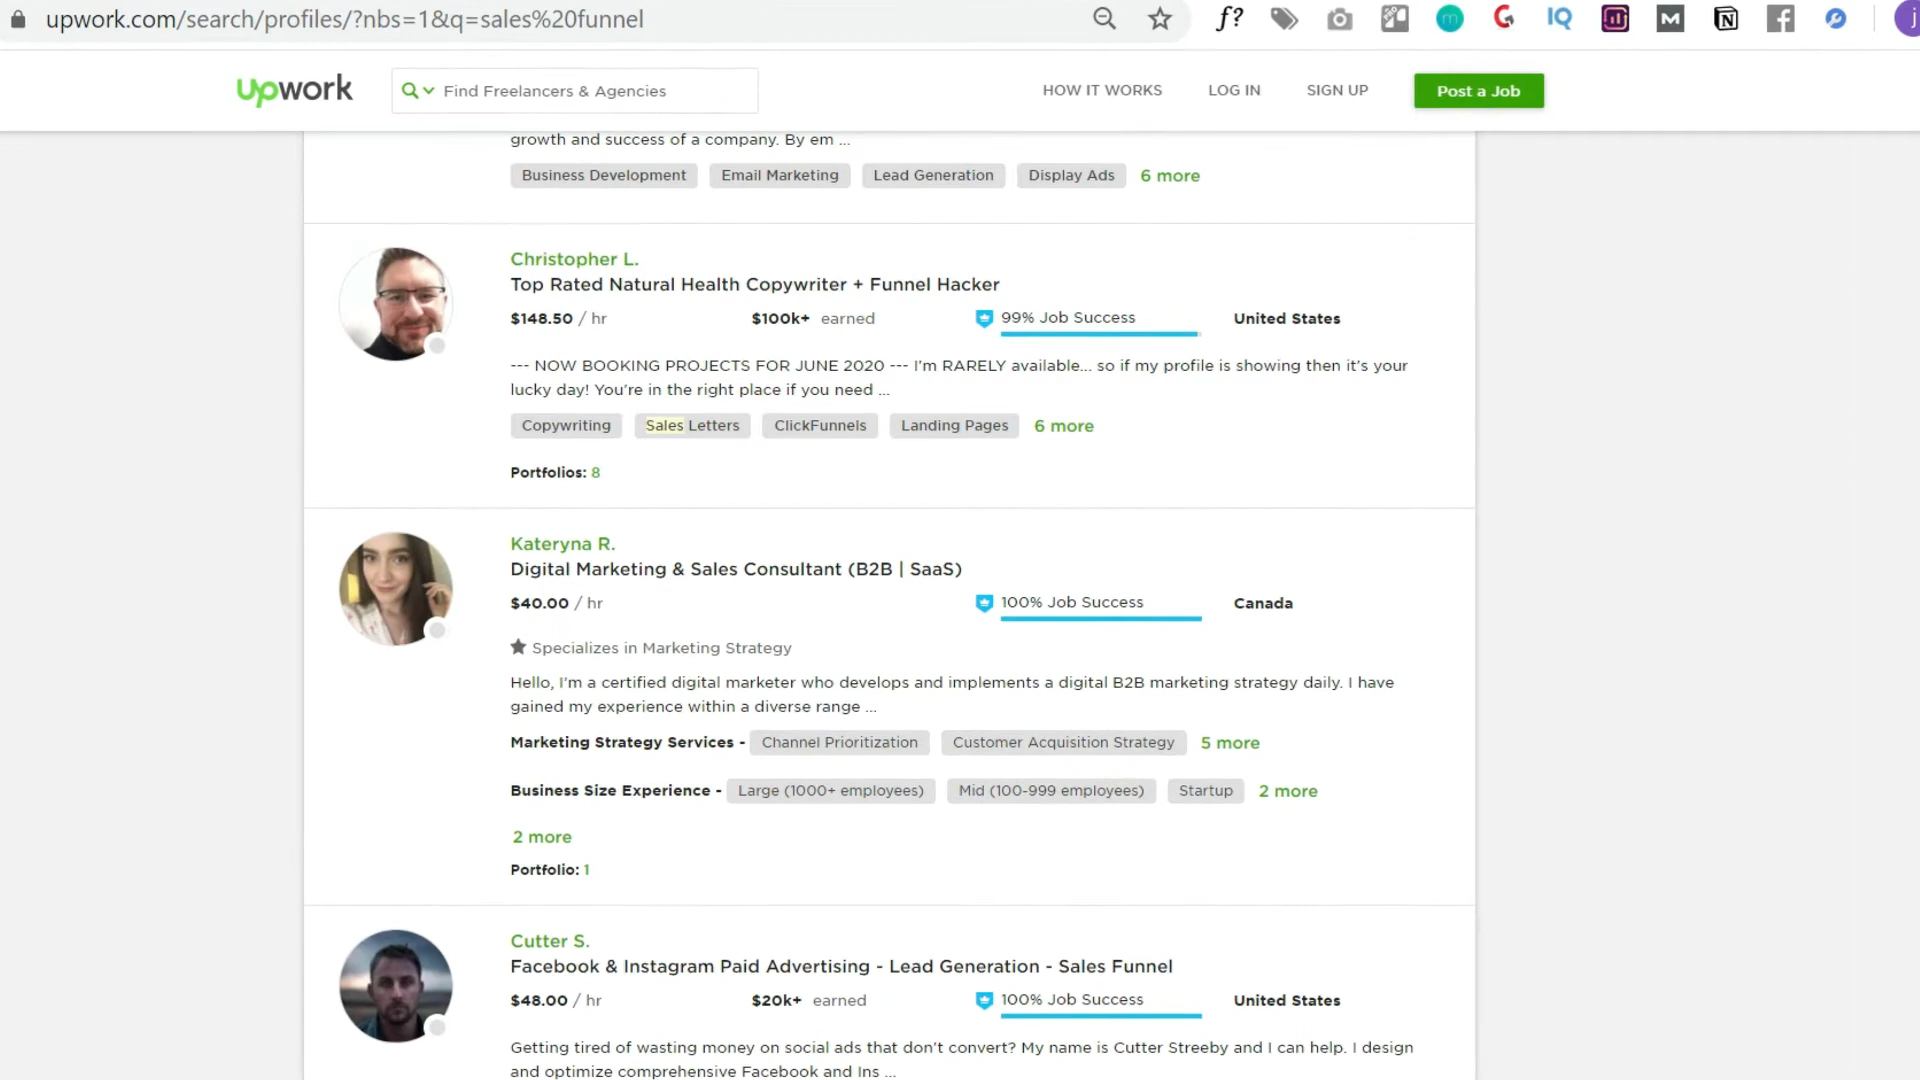 upwork.com/search/profiles/?nbs=1&q=sales%20funnel
upwork
Find Freelancers & Agencies
HOW IT WORKS
LOG IN
SIGN UP
Post a Job
growth and success of a company. By em ...
Business Development Email Marketing Lead Generation Display Ads 6 more
Christopher L.
Top Rated Natural Health Copywriter + Funnel Hacker
$148.50 / hr $100k+ earned 99% Job Success United States
--- NOW BOOKING PROJECTS FOR JUNE 2020 --- I'm RARELY available... so if my profile is showing then it's your
lucky day! You're in the right place if you need ...
Copywriting Sales Letters ClickFunnels Landing Pages 6 more
Portfolios: 8
Kateryna R.
Digital Marketing & Sales Consultant (B2B | SaaS)
$40.00 / hr 100% Job Success Canada
Specializes in Marketing Strategy
Hello, I'm a certified digital marketer who develops and implements a digital B2B marketing strategy daily. I have
gained my experience within a diverse range ...
Marketing Strategy Services - Channel Prioritization Customer Acquisition Strategy 5 more
Business Size Experience - Large (1000+ employees) Mid (100-999 employees) Startup 2 more
2 more
Portfolio: 1
Cutter S.
Facebook & Instagram Paid Advertising - Lead Generation - Sales Funnel
$48.00 / hr $20k+ earned 100% Job Success United States
Getting tired of wasting money on social ads that don't convert? My name is Cutter Streeby and I can help. I design
and optimize comprehensive Facebook and Ins ...